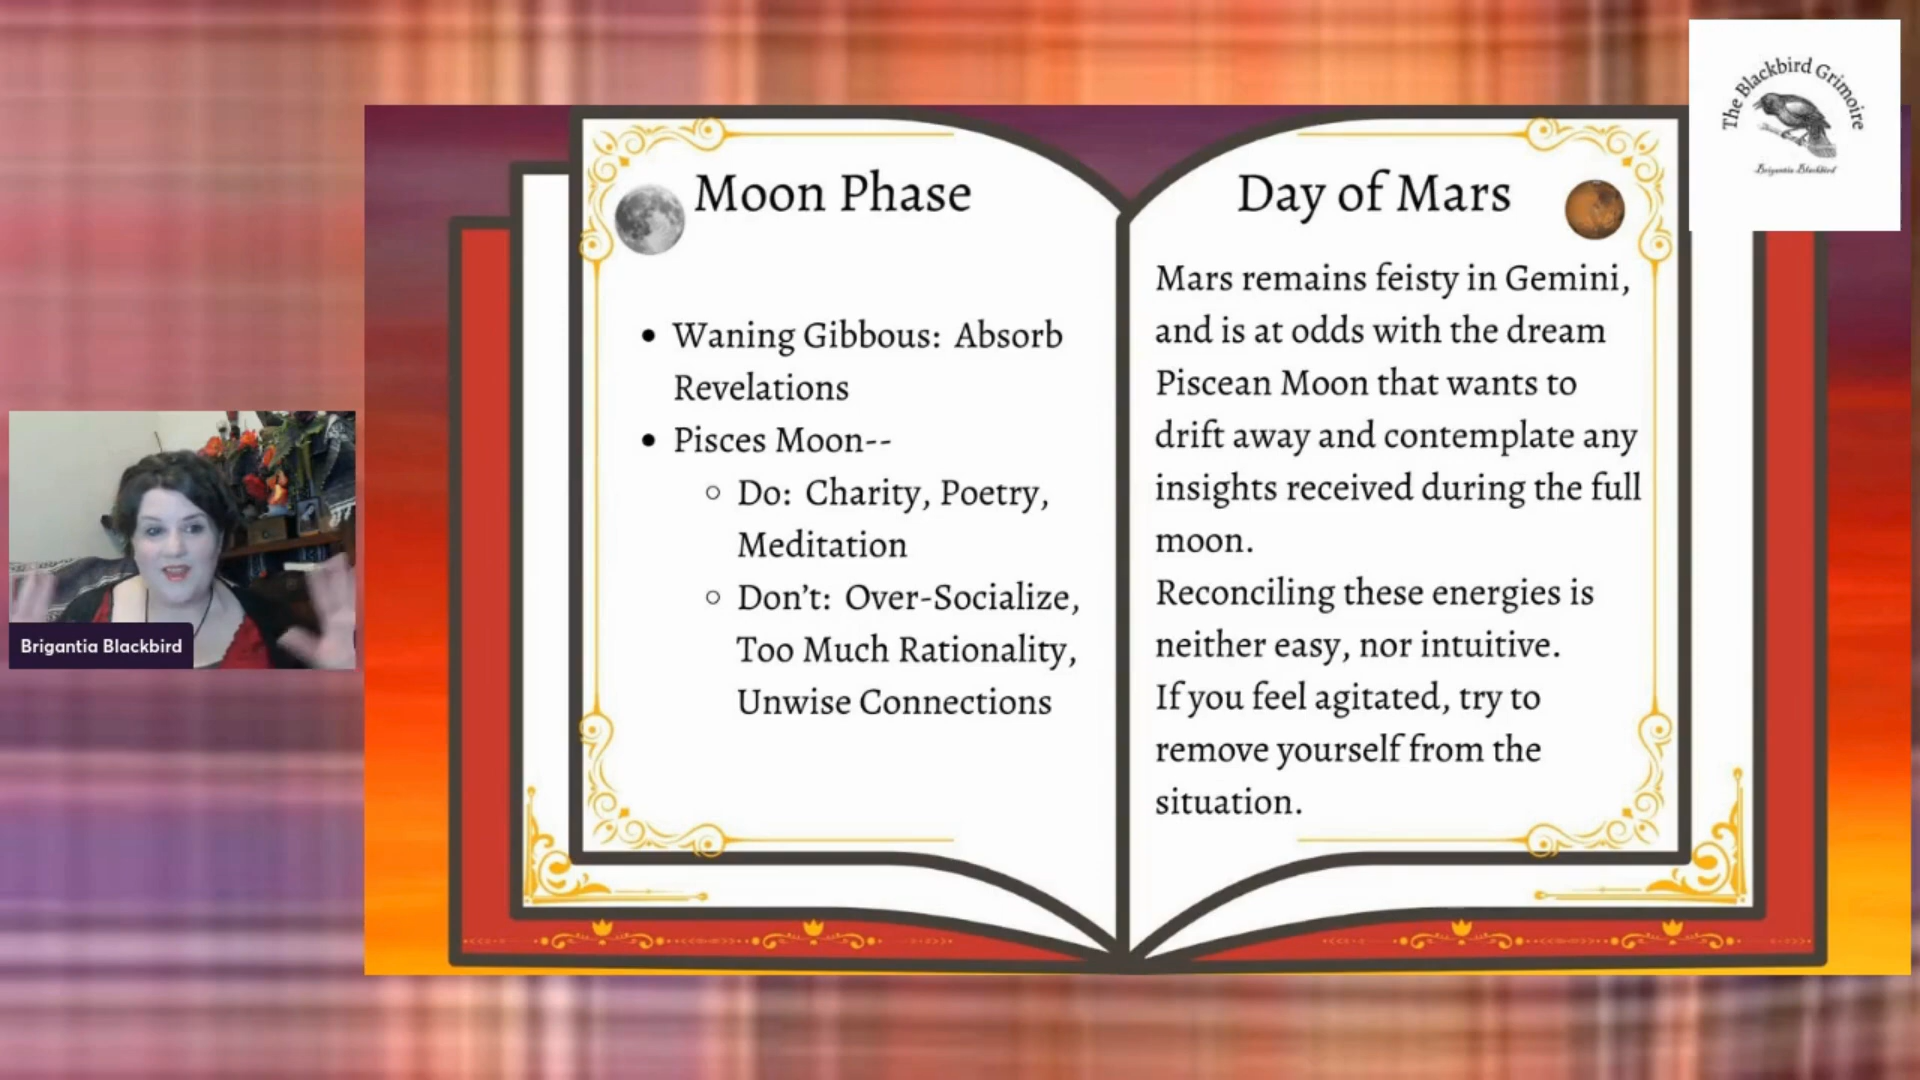 The Blackbird Grimoire
Brigantia Blackbird
Moon Phase
Waning Gibbous: Absorb
Revelations
Pisces Moon--
Do: Charity, Poetry,
Meditation
Don't: Over-Socialize,
Too Much Rationality,
Unwise Connections
Day of Mars
Mars remains feisty in Gemini,
and is at odds with the dream
Piscean Moon that wants to
drift away and contemplate any
insights received during the full
moon.
Reconciling these energies is
neither easy, nor intuitive.
If you feel agitated, try to
remove yourself from the
situation.
Brigantia Blackbird